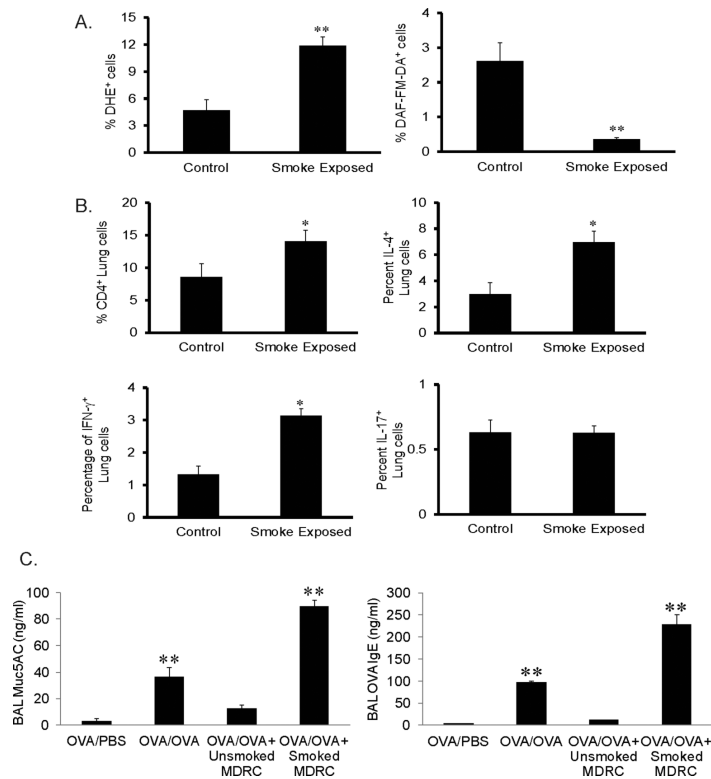 A.
% DHE⁺ cells
15
12
9
6
3
0
**
Control
Smoke Exposed
% DAF-FM-DA⁺ cells
4
3
2
1
0
**
Control
Smoke Exposed
B.
% CD4⁺ Lung cells
20
15
10
5
0
*
Control
Smoke Exposed
Percent IL-4⁺
Lung cells
10
8
6
4
2
0
*
Control
Smoke Exposed
Percentage of IFN-γ⁺
Lung cells
4
3
2
1
0
*
Control
Smoke Exposed
Percent IL-17⁺
Lung cells
1
0.5
0
Control
Smoke Exposed
C.
BAL Muc5AC (ng/ml)
100
80
60
40
20
0
**
**
OVA/PBS
OVA/OVA
OVA/OVA+
Unsmoked
MDRC
OVA/OVA+
Smoked
MDRC
BAL OVA IgE (ng/ml)
300
250
200
150
100
50
0
**
**
OVA/PBS
OVA/OVA
OVA/OVA+
Unsmoked
MDRC
OVA/OVA+
Smoked
MDRC